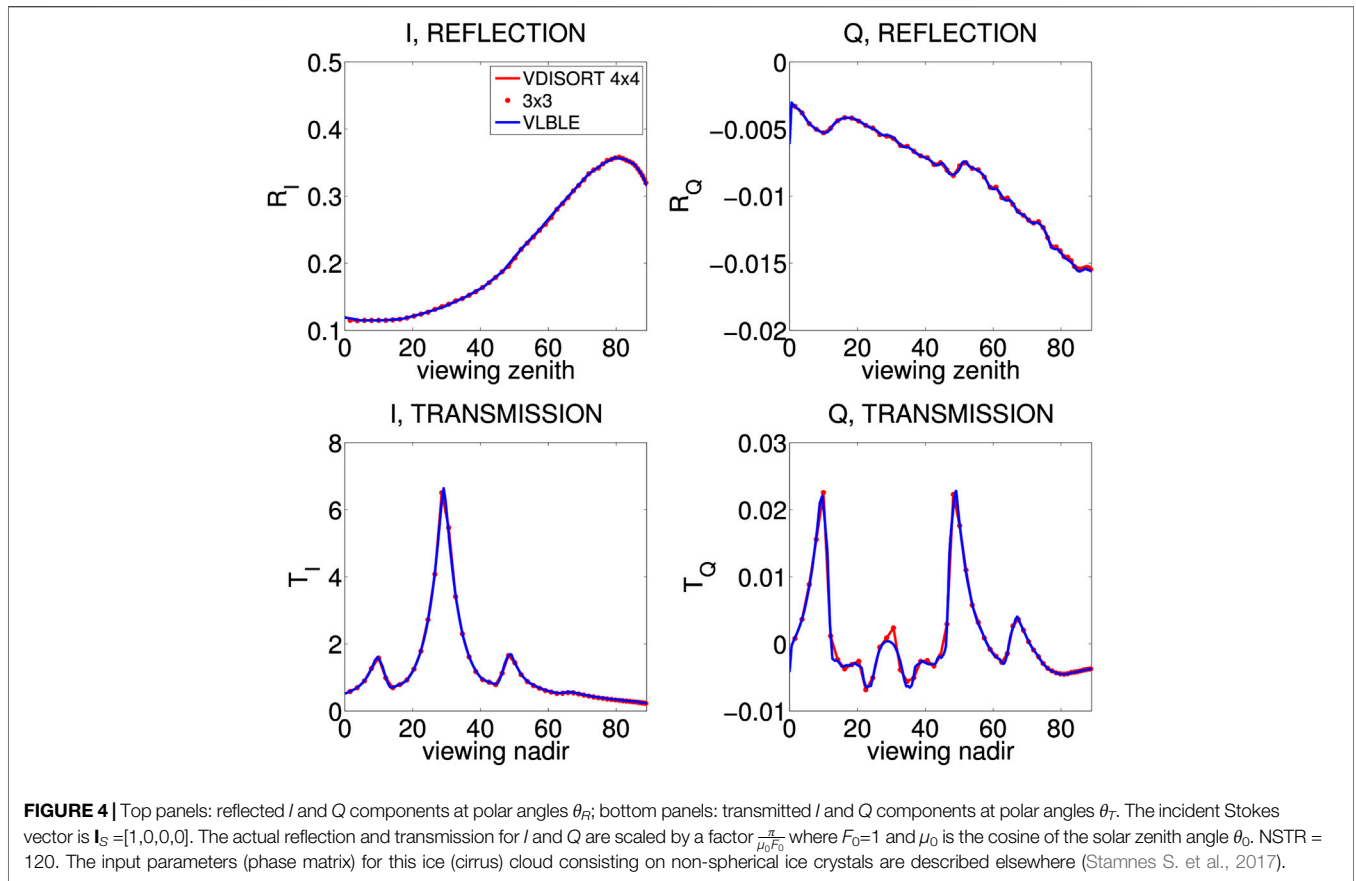 I, REFLECTION
0.5
0.4
0.3
0.2
0.1
R_I
0 20 40 60 80
viewing zenith
VDISORT 4x4
3x3
VLBLE
Q, REFLECTION
0
−0.005
−0.01
−0.015
−0.02
R_Q
0 20 40 60 80
viewing zenith
I, TRANSMISSION
8
6
4
2
0
T_I
0 20 40 60 80
viewing nadir
Q, TRANSMISSION
0.03
0.02
0.01
0
−0.01
T_Q
0 20 40 60 80
viewing nadir
FIGURE 4 | Top panels: reflected I and Q components at polar angles θ_R; bottom panels: transmitted I and Q components at polar angles θ_T. The incident Stokes
vector is I_S =[1,0,0,0]. The actual reflection and transmission for I and Q are scaled by a factor π/μ₀F₀ where F₀=1 and μ₀ is the cosine of the solar zenith angle θ₀. NSTR =
120. The input parameters (phase matrix) for this ice (cirrus) cloud consisting on non-spherical ice crystals are described elsewhere (Stamnes S. et al., 2017).